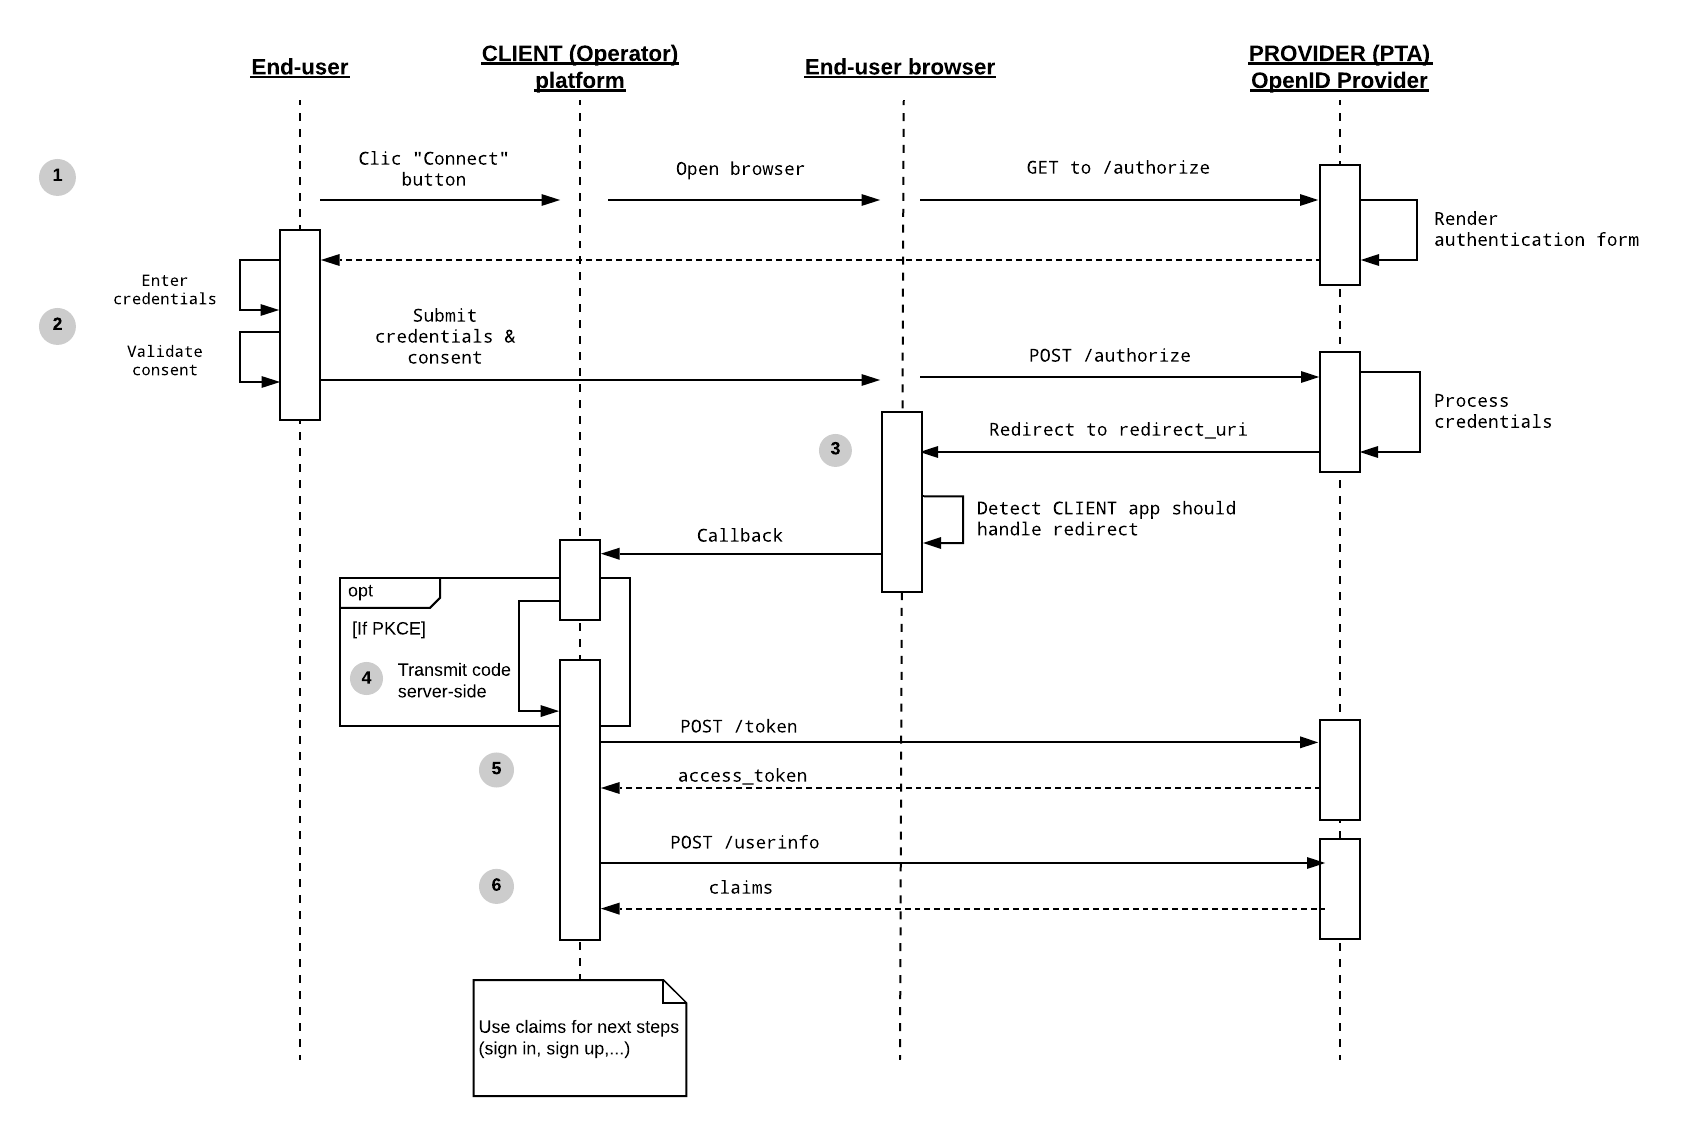 End-user
CLIENT (Operator)
platform
End-user browser
PROVIDER (PTA)
OpenID Provider
1
Clic "Connect"
button
Open browser
GET to /authorize
Render
authentication form
Enter
credentials
2
Validate
consent
Submit
credentials &
consent
POST /authorize
Process
credentials
Redirect to redirect_uri
3
Detect CLIENT app should
handle redirect
Callback
opt
[If PKCE]
4
Transmit code
server-side
POST /token
5
access_token
POST /userinfo
6
claims
Use claims for next steps
(sign in, sign up,...)